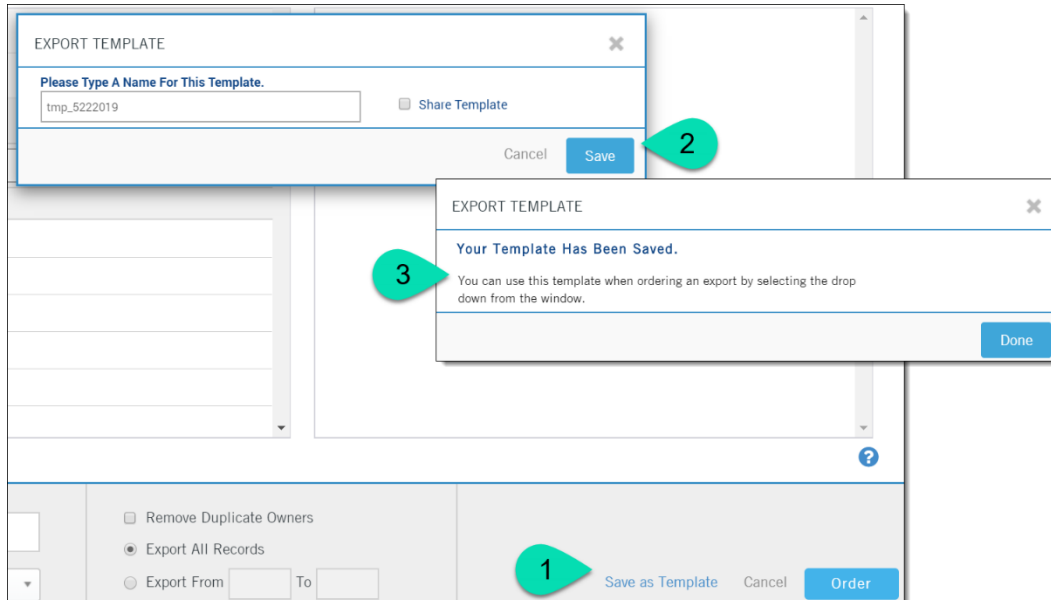 EXPORT TEMPLATE
Please Type A Name For This Template.
tmp_5222019
Share Template
Cancel
Save
2
EXPORT TEMPLATE
Your Template Has Been Saved.
3
You can use this template when ordering an export by selecting the drop
down from the window.
Done
?
Remove Duplicate Owners
Export All Records
Export From
To
1
Save as Template
Cancel
Order